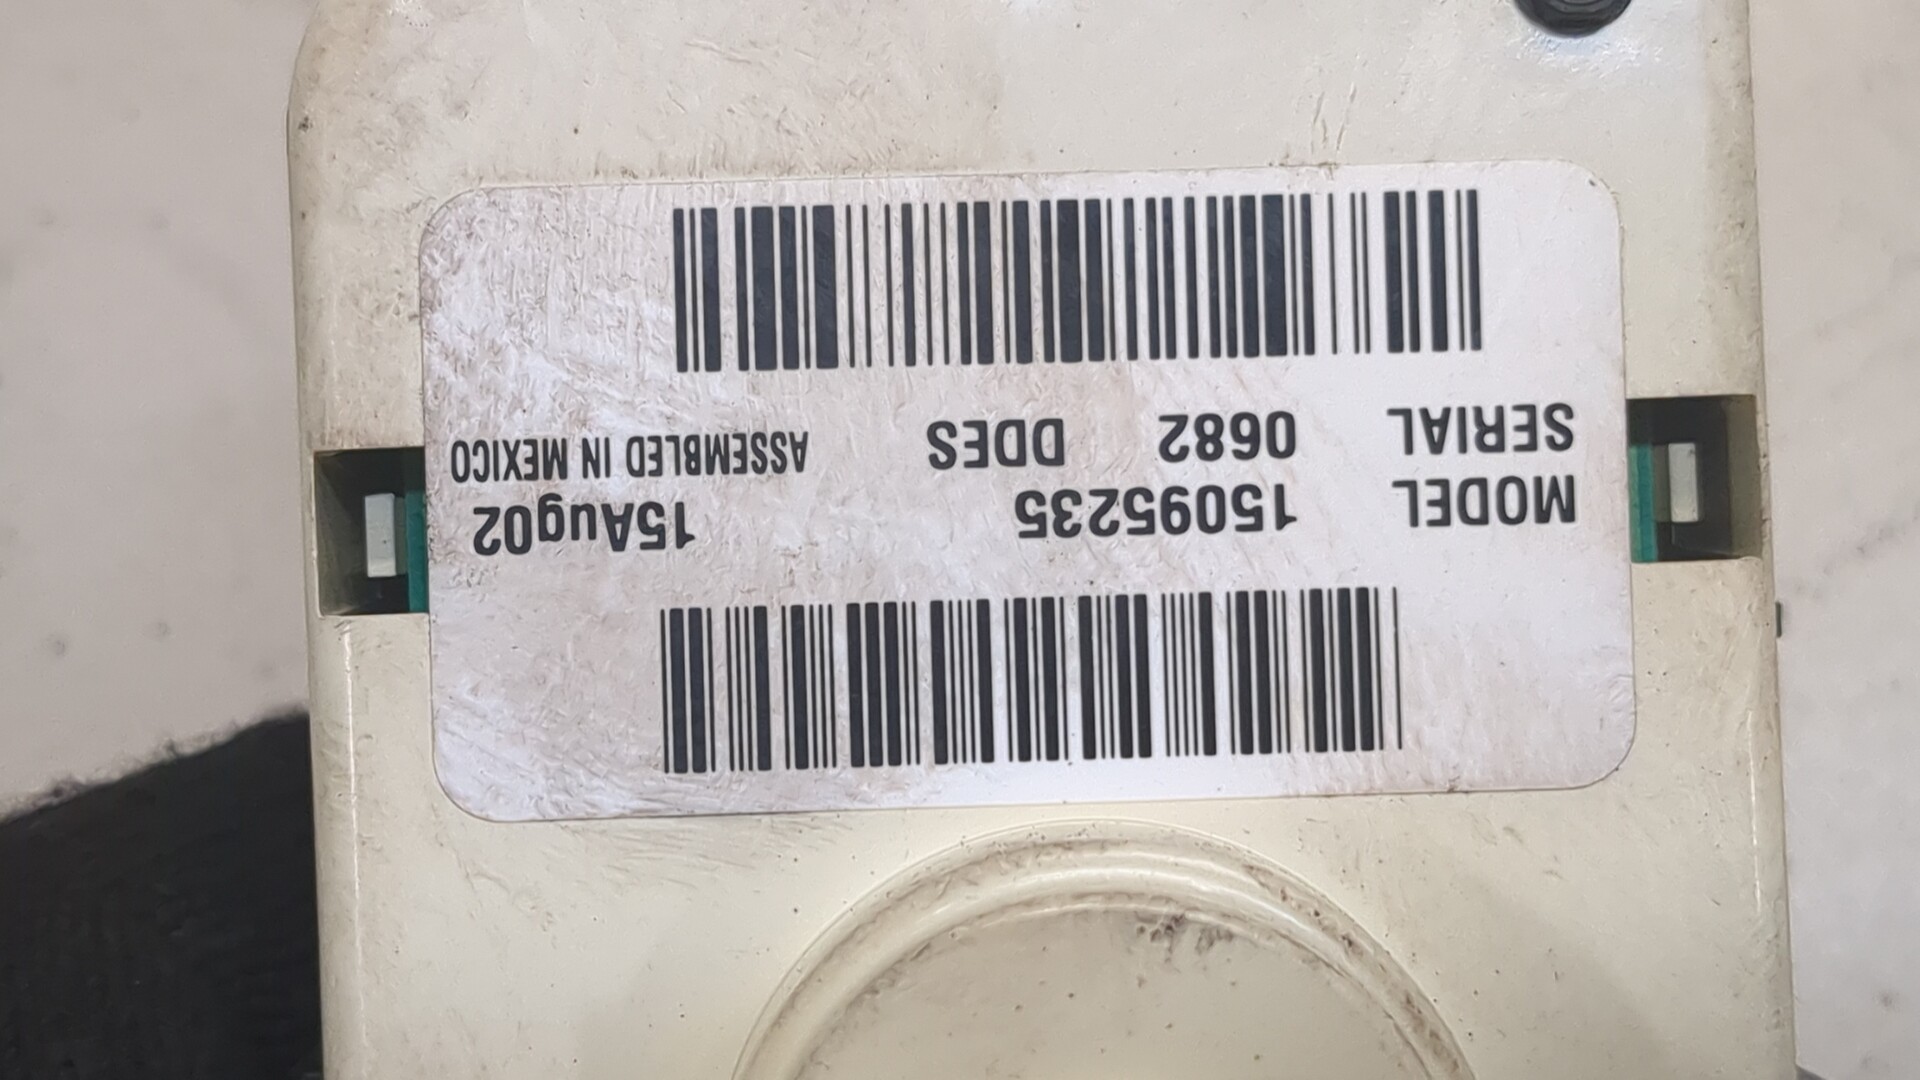 MODEL 15095235 15Aug02
SERIAL 0682 DDES ASSEMBLED IN MEXICO